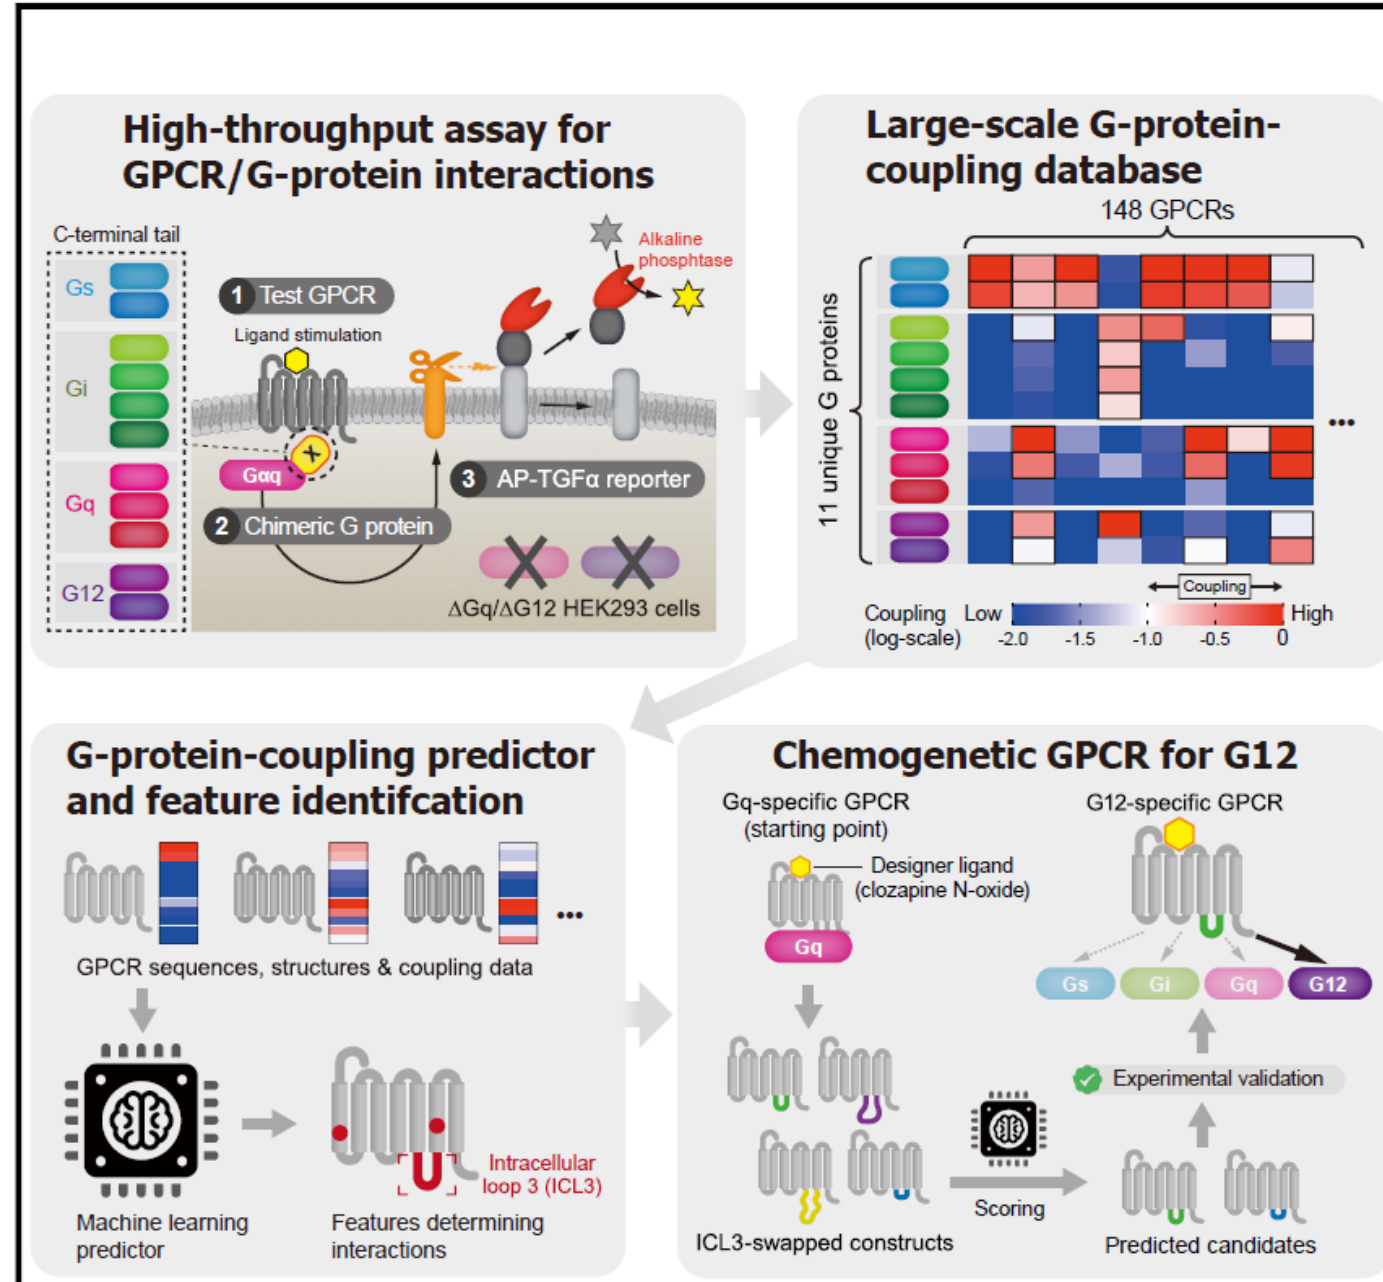 High-throughput assay for
GPCR/G-protein interactions
C-terminal tail
Gs
Gi
Gq
G12
1 Test GPCR
Ligand stimulation
X
Gαq
2 Chimeric G protein
3 AP-TGFα reporter
Alkaline
phosphtase
ΔGq/ΔG12 HEK293 cells
Large-scale G-protein-
coupling database
148 GPCRs
11 unique G proteins
...
Coupling
Coupling
(log-scale)
Low
High
-2.0 -1.5 -1.0 -0.5 0
G-protein-coupling predictor
and feature identifcation
...
GPCR sequences, structures & coupling data
Machine learning
predictor
Intracellular
loop 3 (ICL3)
Features determining
interactions
Chemogenetic GPCR for G12
Gq-specific GPCR
(starting point)
Designer ligand
(clozapine N-oxide)
Gq
ICL3-swapped constructs
Scoring
Predicted candidates
Experimental validation
G12-specific GPCR
Gs Gi Gq G12